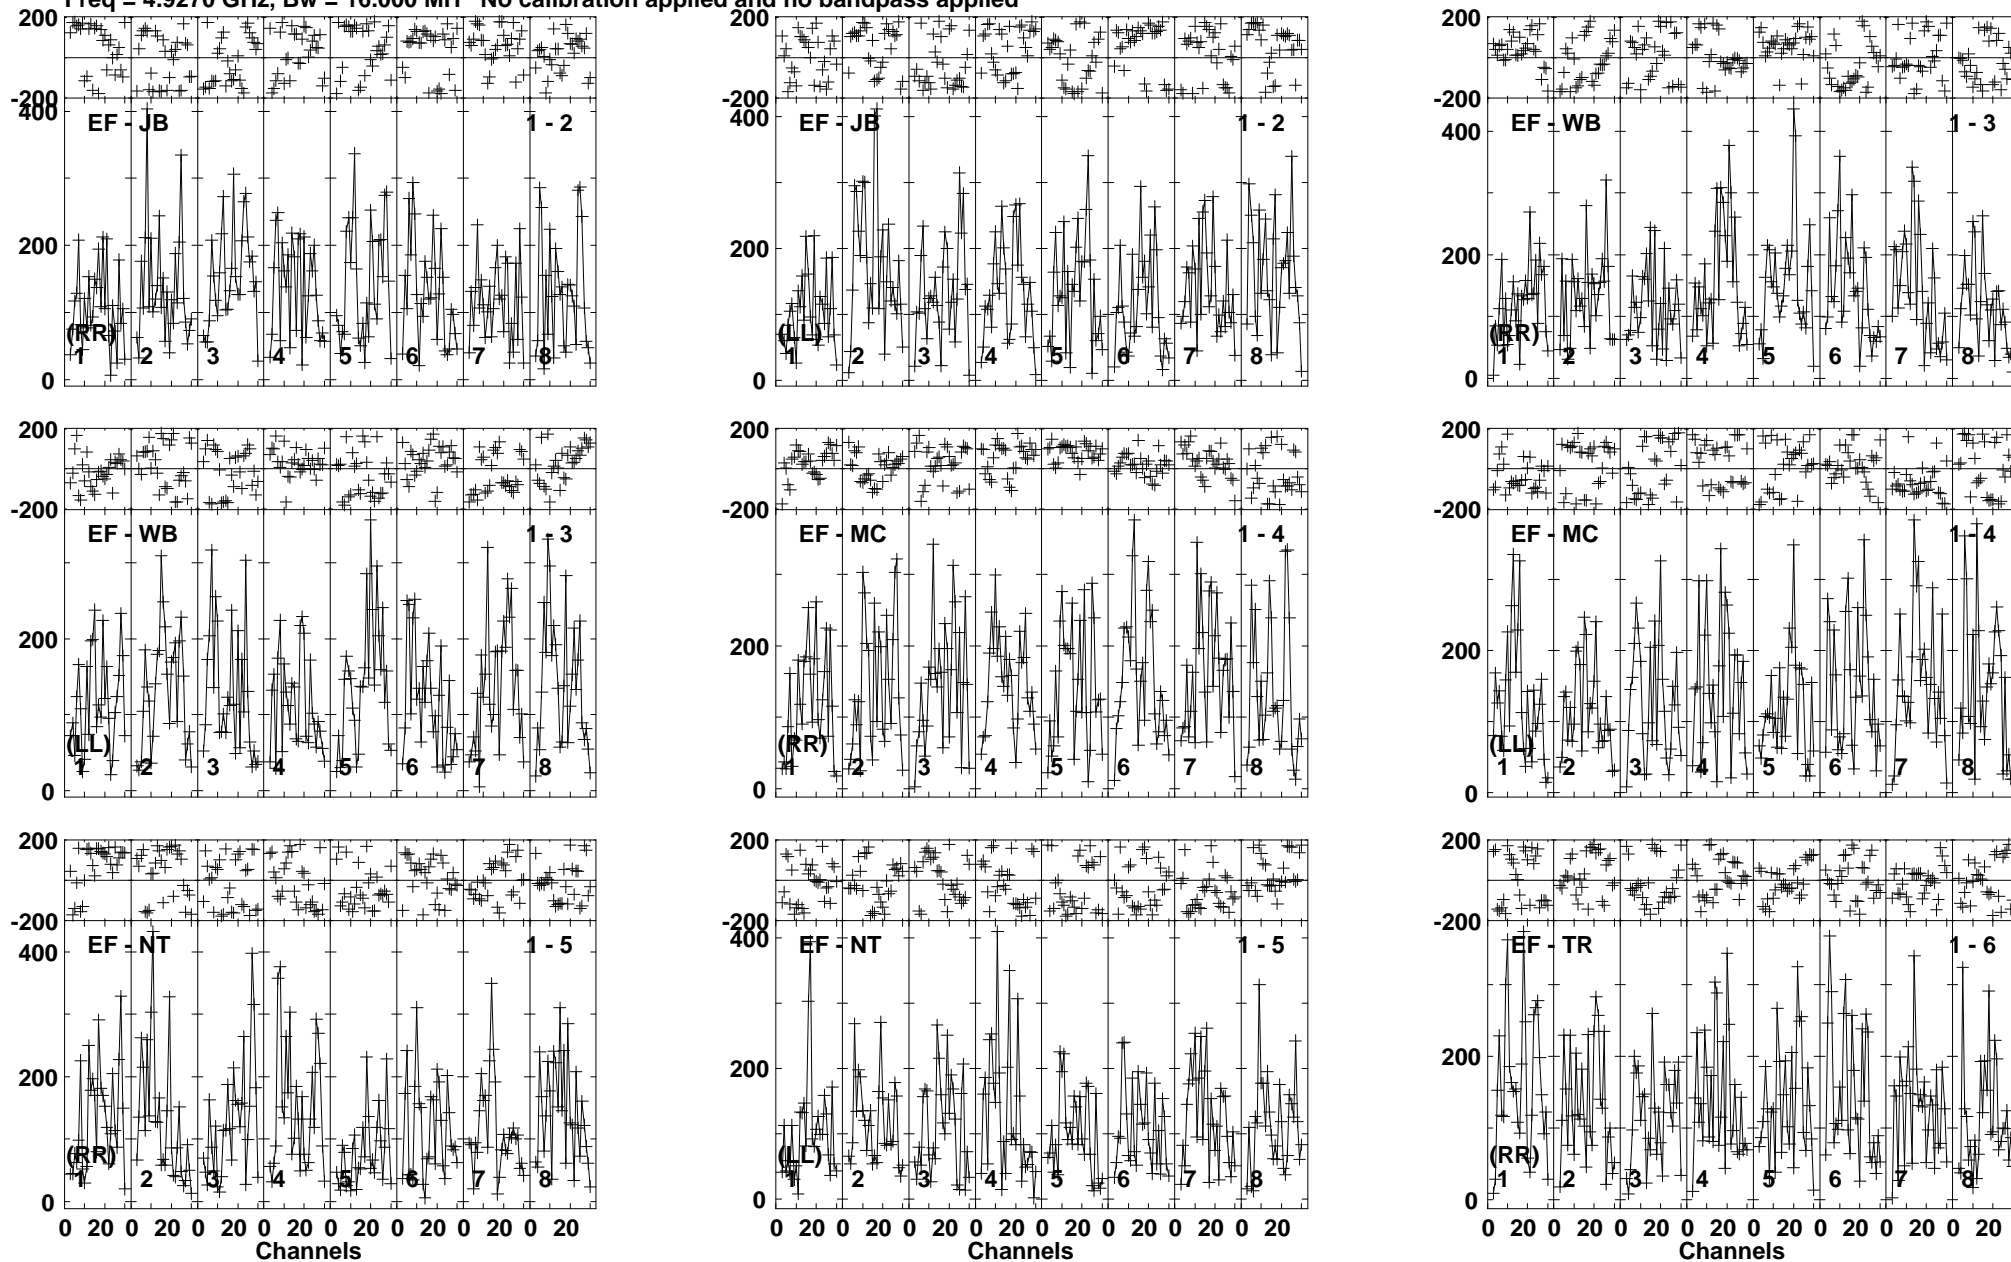 Freq = 4.9270 GHz, Bw = 16.000 MH No calibration applied and no bandpass applied
200 200 200
-200 -200 -200
EF - JB 1 - 2 EF - JB 1 - 2 EF - WB 1 - 3
400 400 400
200 200 200
(RR) (LL) (RR)
1 2 3 4 5 6 7 8 1 2 3 4 5 6 7 8 1 2 3 4 5 6 7 8
0 0 0
200 200 200
-200 -200 -200
EF - WB 1 - 3 EF - MC 1 - 4 EF - MC 1 - 4
200 200 200
(LL) (RR) (LL)
1 2 3 4 5 6 7 8 1 2 3 4 5 6 7 8 1 2 3 4 5 6 7 8
0 0 0
200 200 200
-200 -200 -200
EF - NT 1 - 5 EF - NT 1 - 5 EF - TR 1 - 6
400 400
200 200 200
(RR) (LL) (RR)
1 2 3 4 5 6 7 8 1 2 3 4 5 6 7 8 1 2 3 4 5 6 7 8
0 0 0
0 20 0 20 0 20 0 20 0 20 0 20 0 20 0 20 0 20 0 20 0 20 0 20 0 20 0 20 0 20 0 20 0 20 0 20 0 20 0 20 0 20 0 20 0 20 0 20
Channels Channels Channels